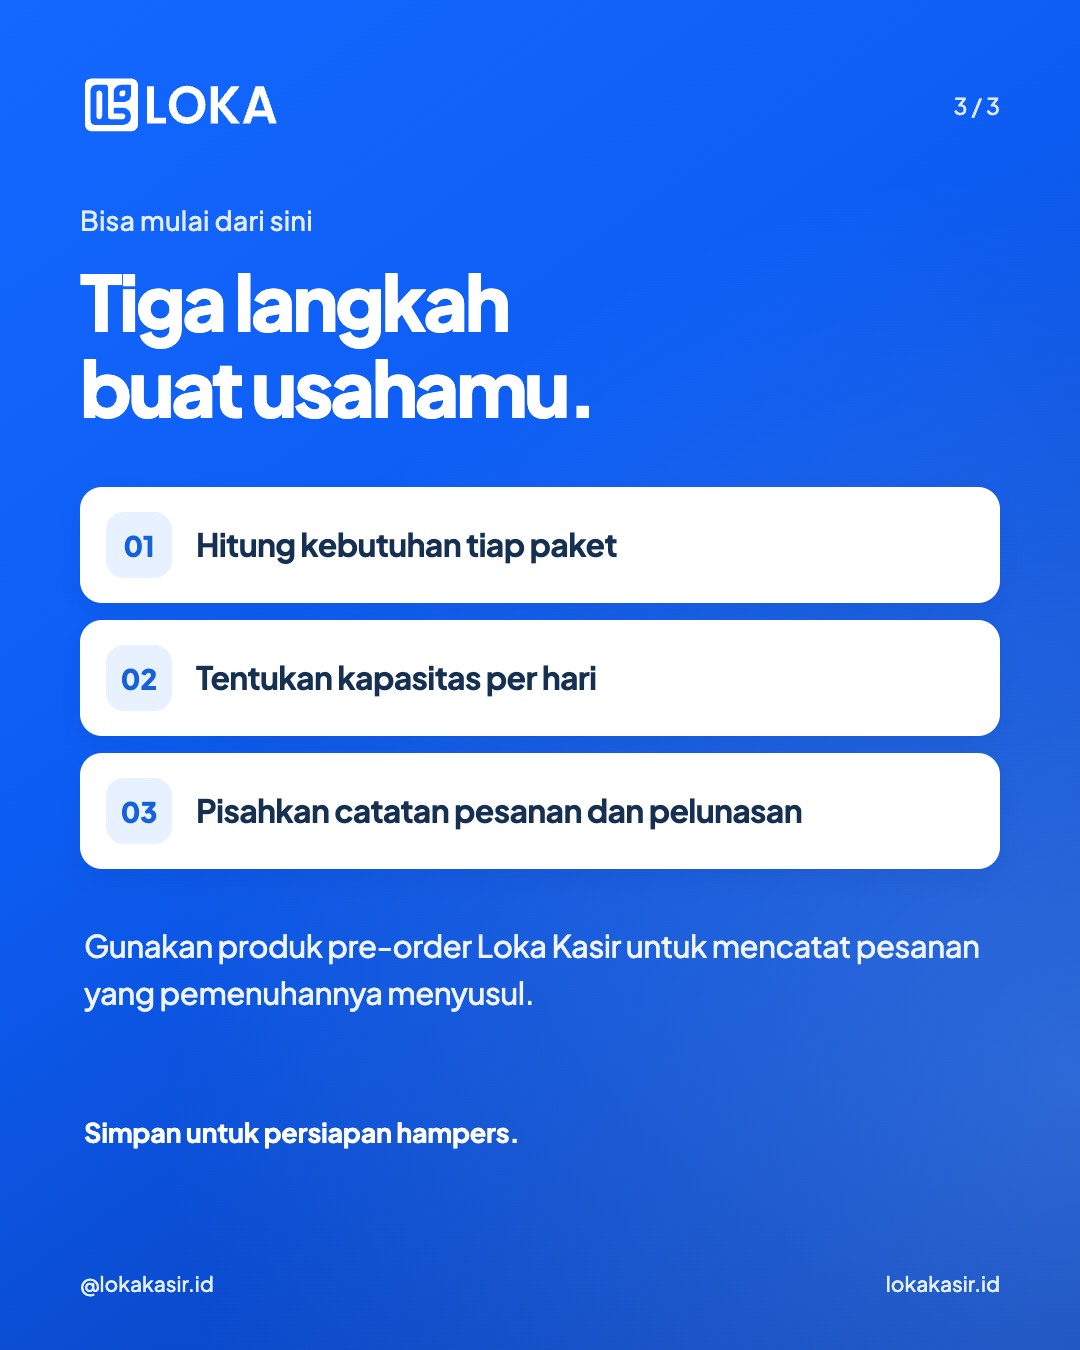 LOKA
3 / 3
Bisa mulai dari sini
Tiga langkah
buat usahamu.
01 Hitung kebutuhan tiap paket
02 Tentukan kapasitas per hari
03 Pisahkan catatan pesanan dan pelunasan
Gunakan produk pre-order Loka Kasir untuk mencatat pesanan
yang pemenuhannya menyusul.
Simpan untuk persiapan hampers.
@lokakasir.id
lokakasir.id